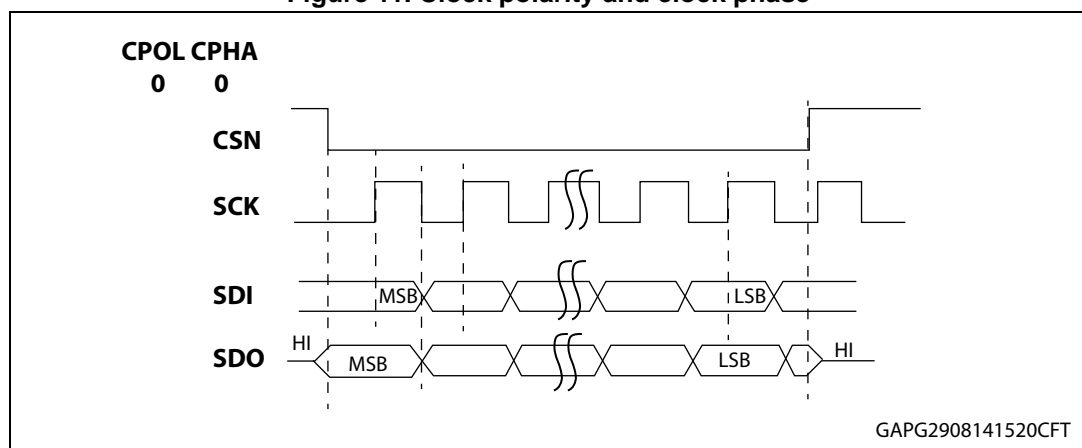 Figure 11. Clock polarity and clock phase
CPOL CPHA
0 0
CSN
SCK
SDI
MSB
LSB
SDO
HI
MSB
LSB
HI
GAPG2908141520CFT